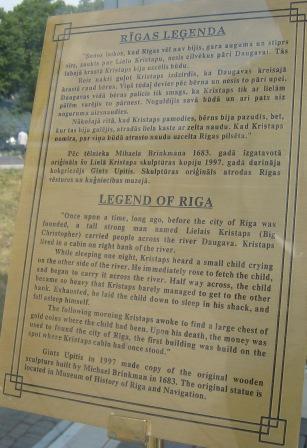 RĪGAS LEĢENDA
"Senos laikos, kad Rīgas vēl nav bijis, gara auguma un stiprs
vīrs, saukts par Lielo Kristapu, nesis cilvēkus pāri Daugavai. Tās
labajā krastā Kristaps bija uzcēlis būdu.
Reiz naktī guļot Kristaps izdzirdis, ka Daugavas kreisajā
krastā raud bērns. Viņš tūdaļ devies pēc bērna un nesis to pāri upei.
Daugavas vidū bērns palicis tik smags, ka Kristaps tik ar lielām
pūlēm varējis to pārnest. Noguldījis savā būdā un arī pats aiz
noguruma aizsnaudies.
Nākošajā rītā, kad Kristaps pamodies, bērns bija pazudis, bet
kur tas bija gulējis, atradās liela kaste ar zelta naudu. Kad Kristaps
nomira, par viņa būdā atrasto naudu uzcelta Rīgas pilsēta."
Pēc tēlnieka Mihaela Brinkmana 1683. gadā izgatavotā
oriģināla šo Lielā Kristapa skulptūras kopiju 1997. gadā darināja
kokgriezējs Gints Upītis. Skulptūras oriģināls atrodas Rīgas
vēstures un kuģniecības muzejā.
LEGEND OF RIGA
"Once upon a time, long ago, before the city of Riga was
founded, a tall strong man named Lielais Kristaps (Big
Christopher) carried people across the river Daugava. Kristaps
lived in a cabin on right bank of the river.
While sleeping one night, Kristaps heard a small child crying
on the other side of the river. He immediately rose to fetch the child,
and began to carry it across the river. Half way across, the child
became so heavy that Kristaps barely managed to get to the other
bank. Exhausted, he laid the child down to sleep in his shack, and
fell asleep himself.
The following morning Kristaps awoke to find a large chest of
gold coins where the child had been. Upon his death, the money was
used to found the city of Riga, the first building was build on the
spot where Kristaps cabin had once stood."
Gints Upitis in 1997 made copy of the original wooden
sculpture built by Michael Brinkman in 1683. The original statue is
located in Museum of History of Riga and Navigation.